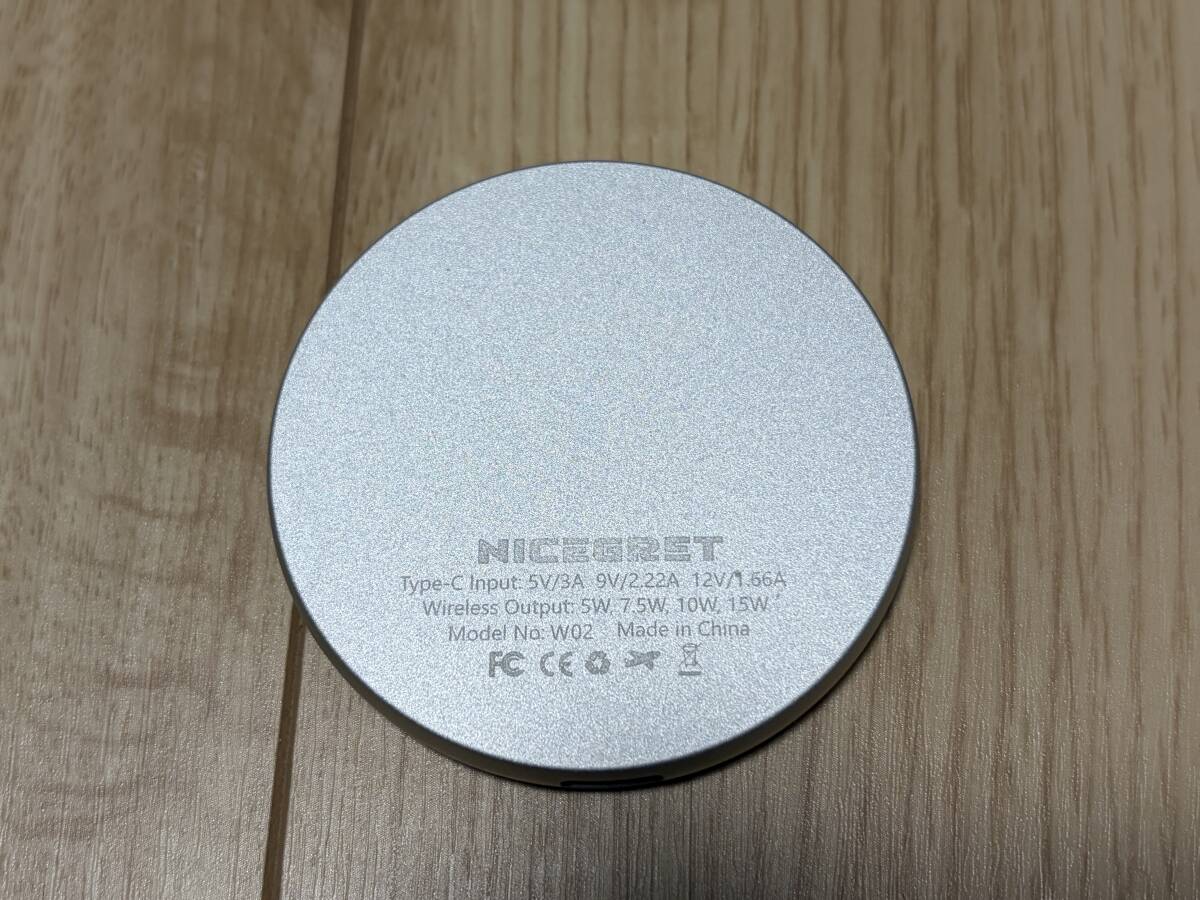 NICEGRET
Type-C Input: 5V/3A 9V/2.22A 12V/1.66A
Wireless Output: 5W, 7.5W, 10W, 15W
Model No: W02 Made in China
FC CE